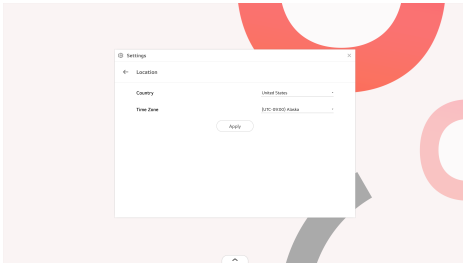 Settings
Location
Country
United States
Time Zone
(UTC-09:00) Alaska
Apply